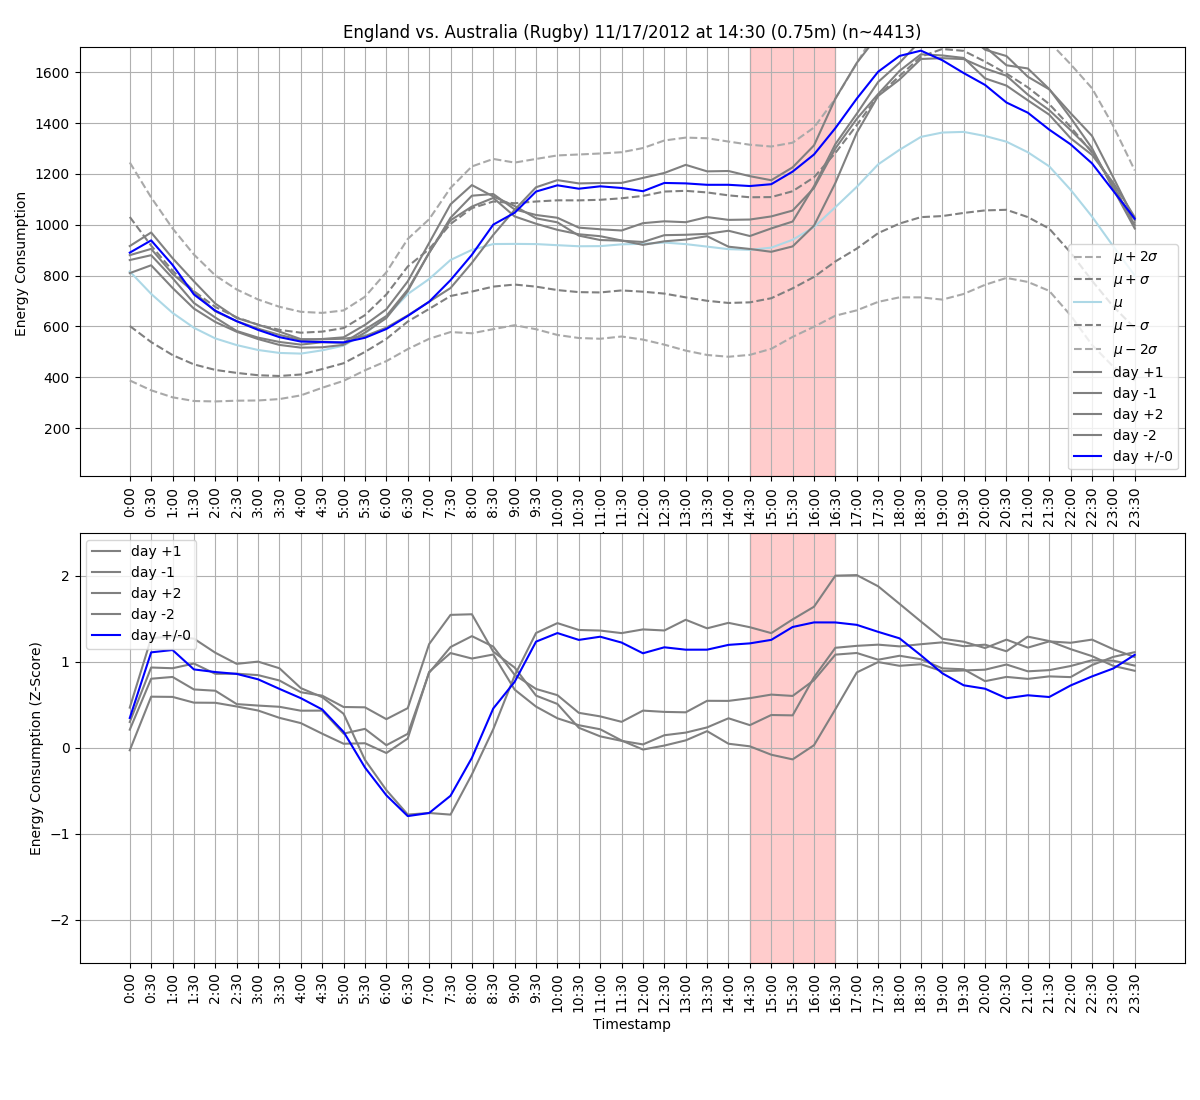 England vs. Australia (Rugby) 11/17/2012 at 14:30 (0.75m) (n~4413)
Energy Consumption
1600
1400
1200
1000
800
600
400
200
μ + 2σ
μ + σ
μ
μ − σ
μ − 2σ
day +1
day -1
day +2
day -2
day +/-0
0:00 0:30 1:00 1:30 2:00 2:30 3:00 3:30 4:00 4:30 5:00 5:30 6:00 6:30 7:00 7:30 8:00 8:30 9:00 9:30 10:00 10:30 11:00 11:30 12:00 12:30 13:00 13:30 14:00 14:30 15:00 15:30 16:00 16:30 17:00 17:30 18:00 18:30 19:00 19:30 20:00 20:30 21:00 21:30 22:00 22:30 23:00 23:30
day +1
day -1
day +2
day -2
day +/-0
Energy Consumption (Z-Score)
2
1
0
−1
−2
0:00 0:30 1:00 1:30 2:00 2:30 3:00 3:30 4:00 4:30 5:00 5:30 6:00 6:30 7:00 7:30 8:00 8:30 9:00 9:30 10:00 10:30 11:00 11:30 12:00 12:30 13:00 13:30 14:00 14:30 15:00 15:30 16:00 16:30 17:00 17:30 18:00 18:30 19:00 19:30 20:00 20:30 21:00 21:30 22:00 22:30 23:00 23:30
Timestamp